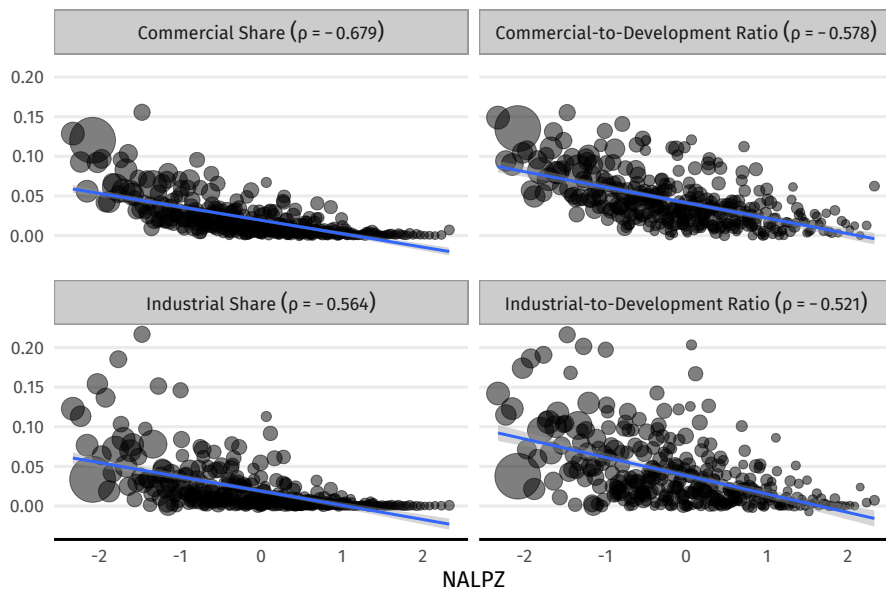 Commercial Share (ρ = −0.679)
Commercial-to-Development Ratio (ρ = −0.578)
0.20
0.15
0.10
0.05
0.00
Industrial Share (ρ = −0.564)
Industrial-to-Development Ratio (ρ = −0.521)
0.20
0.15
0.10
0.05
0.00
-2 -1 0 1 2
-2 -1 0 1 2
NALPZ